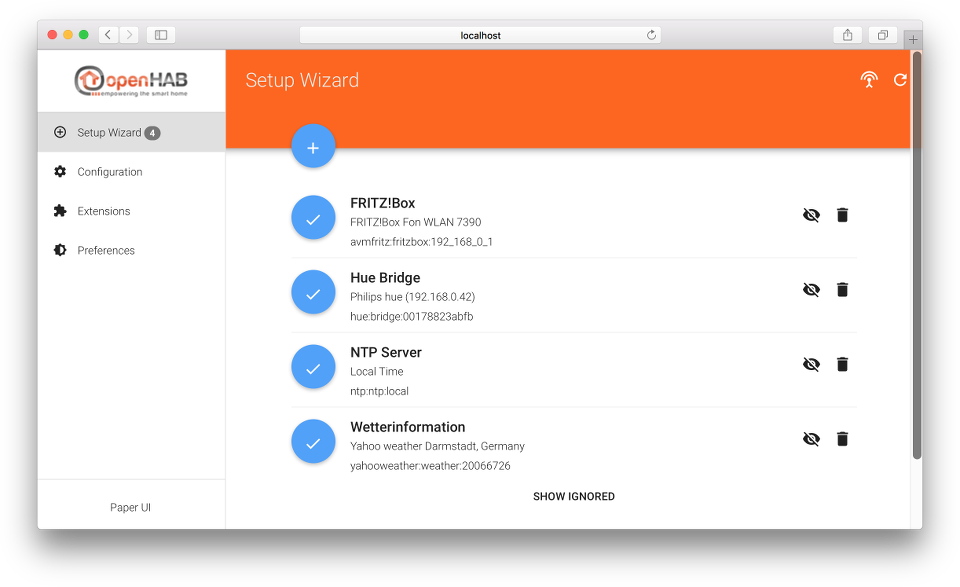 localhost
openHAB
empowering the smart home
Setup Wizard
Setup Wizard 4
Configuration
Extensions
Preferences
FRITZ!Box
FRITZ!Box Fon WLAN 7390
avmfritz:fritzbox:192_168_0_1
Hue Bridge
Philips hue (192.168.0.42)
hue:bridge:00178823abfb
NTP Server
Local Time
ntp:ntp:local
Wetterinformation
Yahoo weather Darmstadt, Germany
yahooweather:weather:20066726
SHOW IGNORED
Paper UI